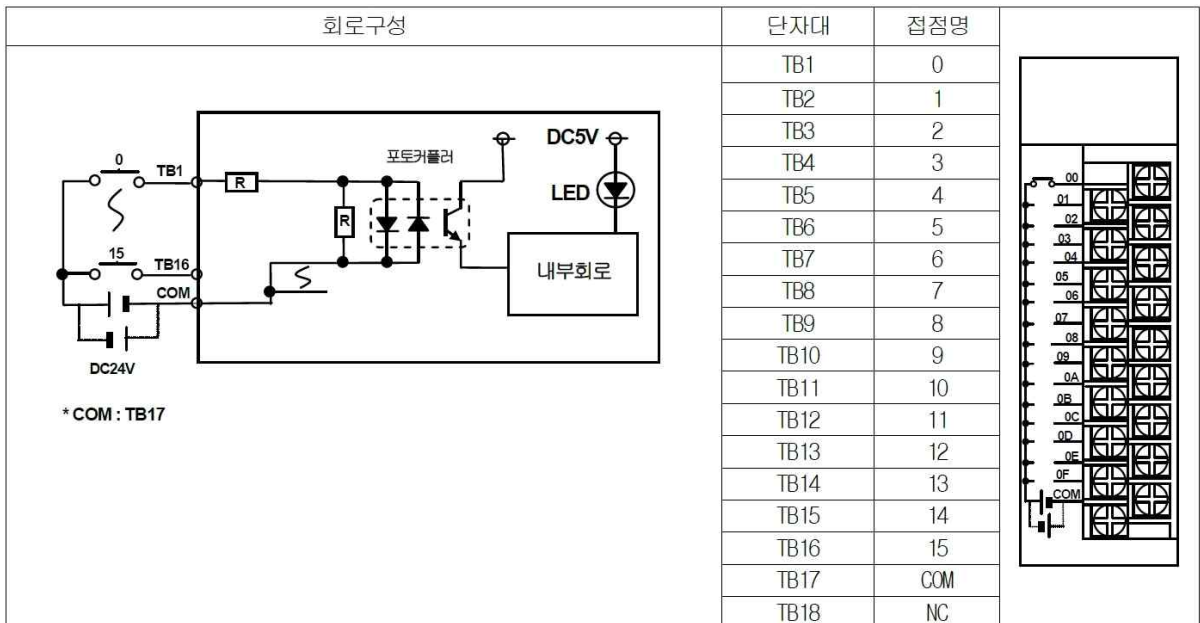 회로구성 단자대 접점명
TB1 0
TB2 1
TB3 2
TB4 3
TB5 4
TB6 5
TB7 6
TB8 7
TB9 8
TB10 9
TB11 10
TB12 11
TB13 12
TB14 13
TB15 14
TB16 15
TB17 COM
TB18 NC
0
TB1
R
R
포토커플러
DC5V
LED
내부회로
15
TB16
COM
DC24V
* COM : TB17
00
01
02
03
04
05
06
07
08
09
0A
0B
0C
0D
0E
0F
COM